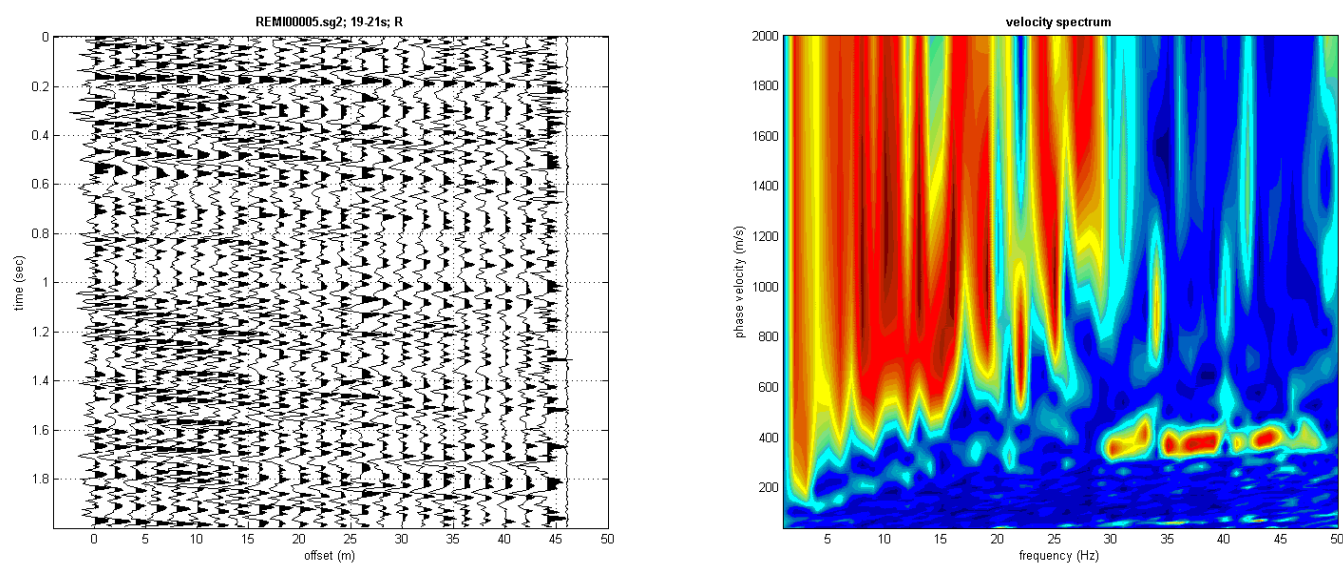 REMI00005.sg2; 19-21s; R
time (sec)
0
0.2
0.4
0.6
0.8
1
1.2
1.4
1.6
1.8
0 5 10 15 20 25 30 35 40 45 50
offset (m)
velocity spectrum
phase velocity (m/s)
2000
1800
1600
1400
1200
1000
800
600
400
200
5 10 15 20 25 30 35 40 45 50
frequency (Hz)